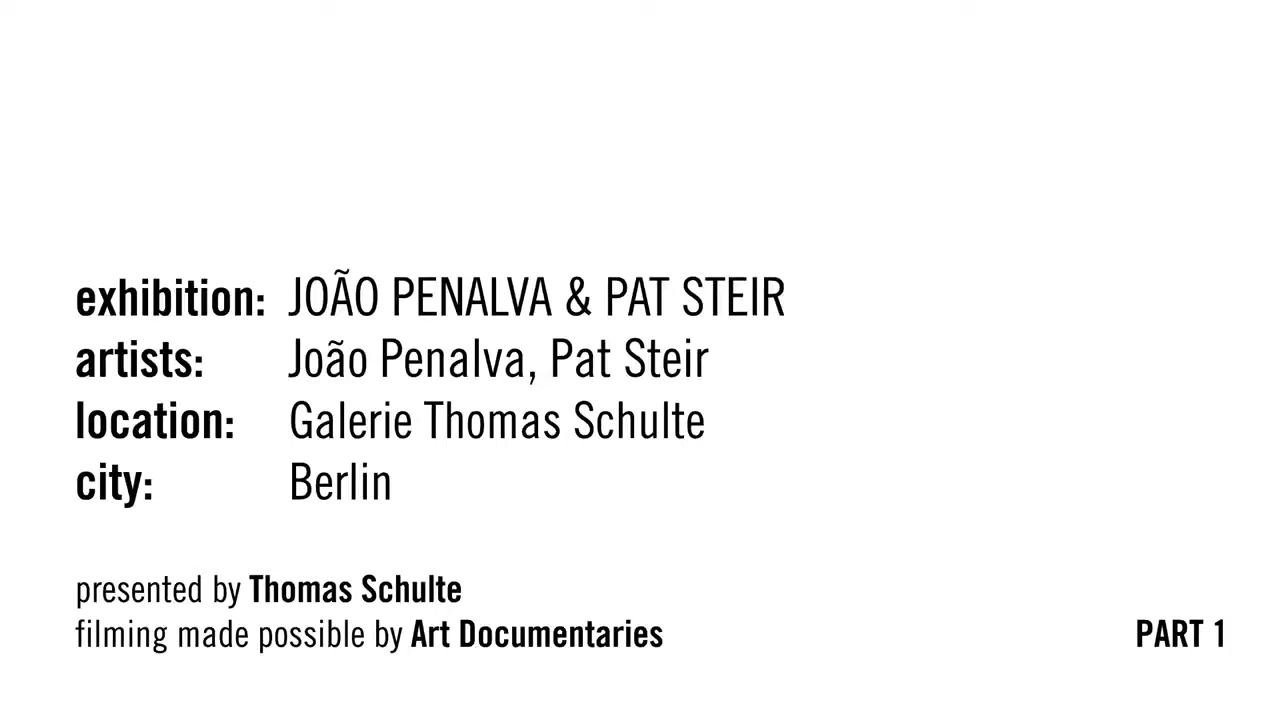 exhibition: JOÃO PENALVA & PAT STEIR
artists: João Penalva, Pat Steir
location: Galerie Thomas Schulte
city: Berlin
presented by Thomas Schulte
filming made possible by Art Documentaries
PART 1